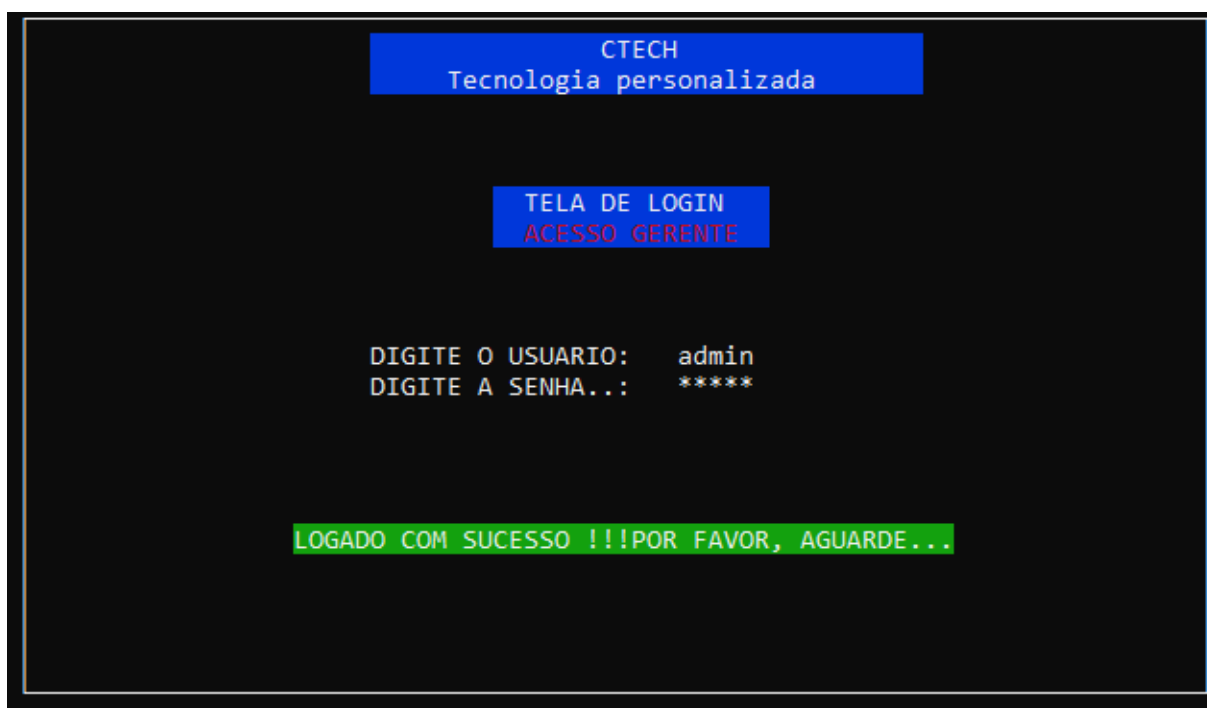 CTECH
Tecnologia personalizada
TELA DE LOGIN
ACESSO GERENTE
DIGITE O USUARIO: admin
DIGITE A SENHA..: *****
LOGADO COM SUCESSO !!!POR FAVOR, AGUARDE...